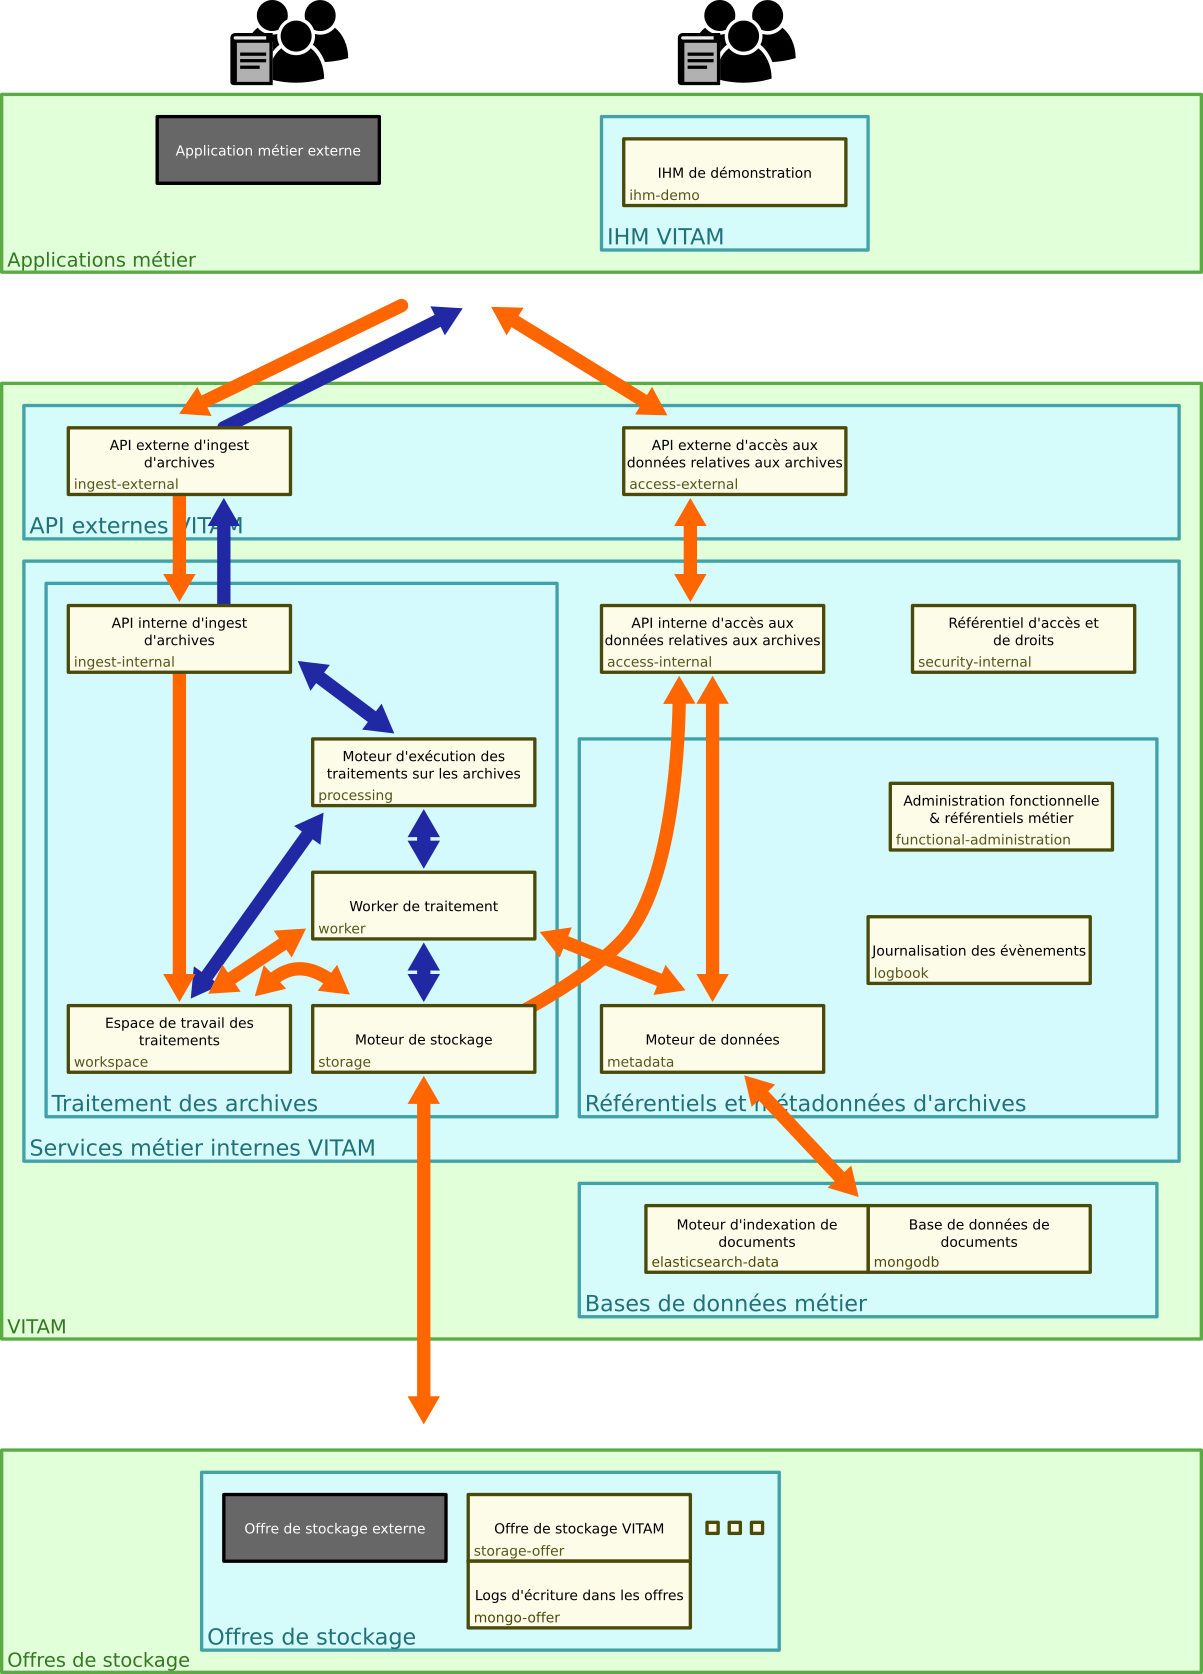 Application métier externe
IHM de démonstration
ihm-demo
IHM VITAM
Applications métier
API externe d'ingest
d'archives
ingest-external
API externe d'accès aux
données relatives aux archives
access-external
API externes VITAM
API interne d'ingest
d'archives
ingest-internal
API interne d'accès aux
données relatives aux archives
access-internal
Référentiel d'accès et
de droits
security-internal
Moteur d'exécution des
traitements sur les archives
processing
Administration fonctionnelle
& référentiels métier
functional-administration
Worker de traitement
worker
Journalisation des évènements
logbook
Espace de travail des
traitements
workspace
Moteur de stockage
storage
Moteur de données
metadata
Traitement des archives
Référentiels et métadonnées d'archives
Services métier internes VITAM
Moteur d'indexation de
documents
elasticsearch-data
Base de données de
documents
mongodb
Bases de données métier
VITAM
Offre de stockage externe
Offre de stockage VITAM
storage-offer
Logs d'écriture dans les offres
mongo-offer
Offres de stockage
Offres de stockage